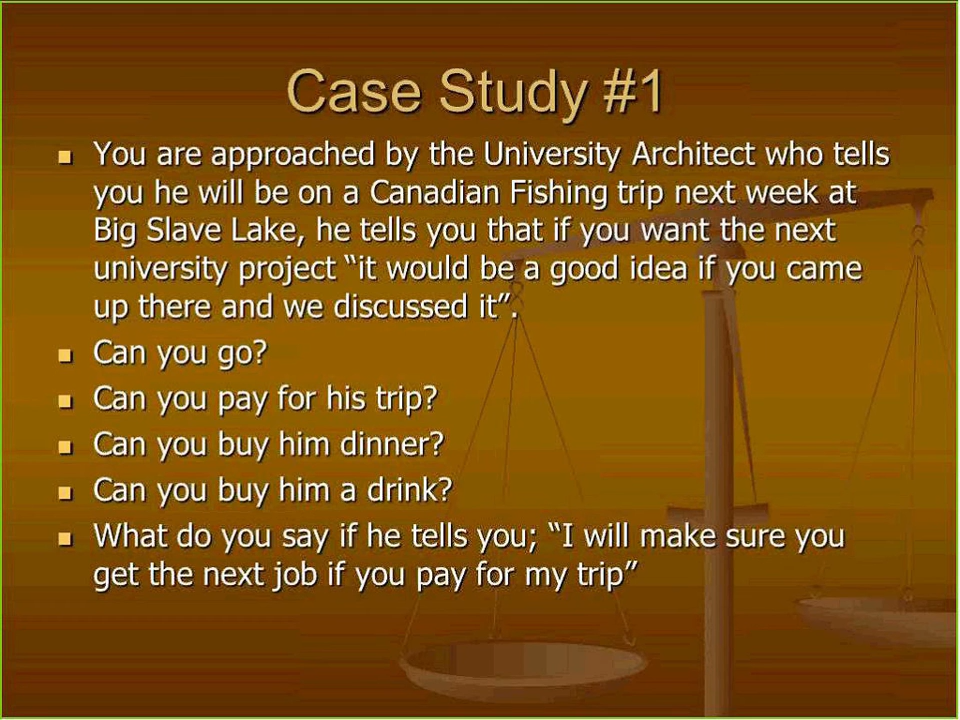 Case Study #1
You are approached by the University Architect who tells
you he will be on a Canadian Fishing trip next week at
Big Slave Lake, he tells you that if you want the next
university project “it would be a good idea if you came
up there and we discussed it”.
Can you go?
Can you pay for his trip?
Can you buy him dinner?
Can you buy him a drink?
What do you say if he tells you; “I will make sure you
get the next job if you pay for my trip”